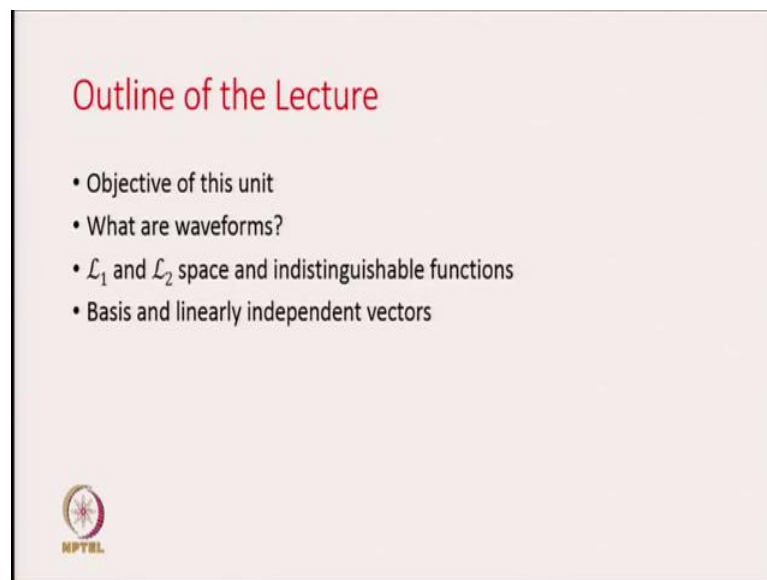 Outline of the Lecture
• Objective of this unit
• What are waveforms?
• ℒ₁ and ℒ₂ space and indistinguishable functions
• Basis and linearly independent vectors
NPTEL